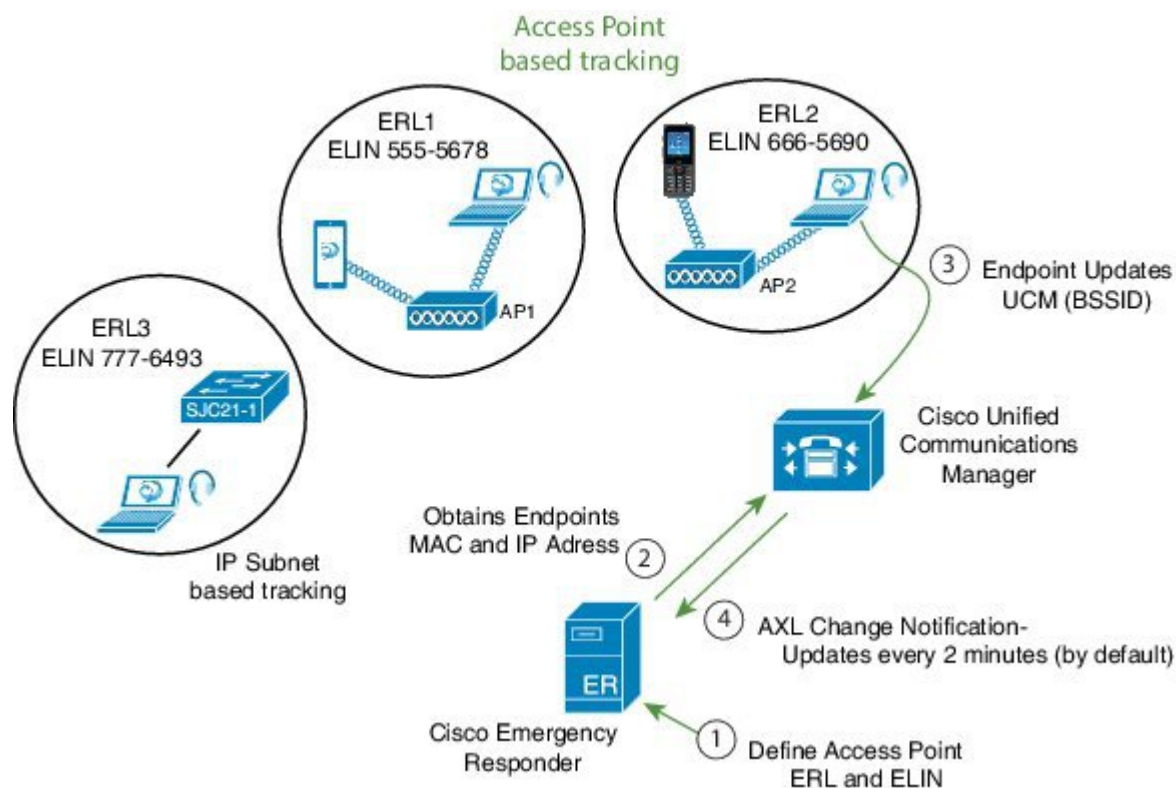 Access Point
based tracking
ERL1
ELIN 555-5678
AP1
ERL2
ELIN 666-5690
AP2
3
Endpoint Updates
UCM (BSSID)
ERL3
ELIN 777-6493
SJC21-1
IP Subnet
based tracking
Cisco Unified
Communications
Manager
Obtains Endpoints
MAC and IP Adress
2
4
AXL Change Notification-
Updates every 2 minutes (by default)
ER
Cisco Emergency
Responder
1
Define Access Point
ERL and ELIN